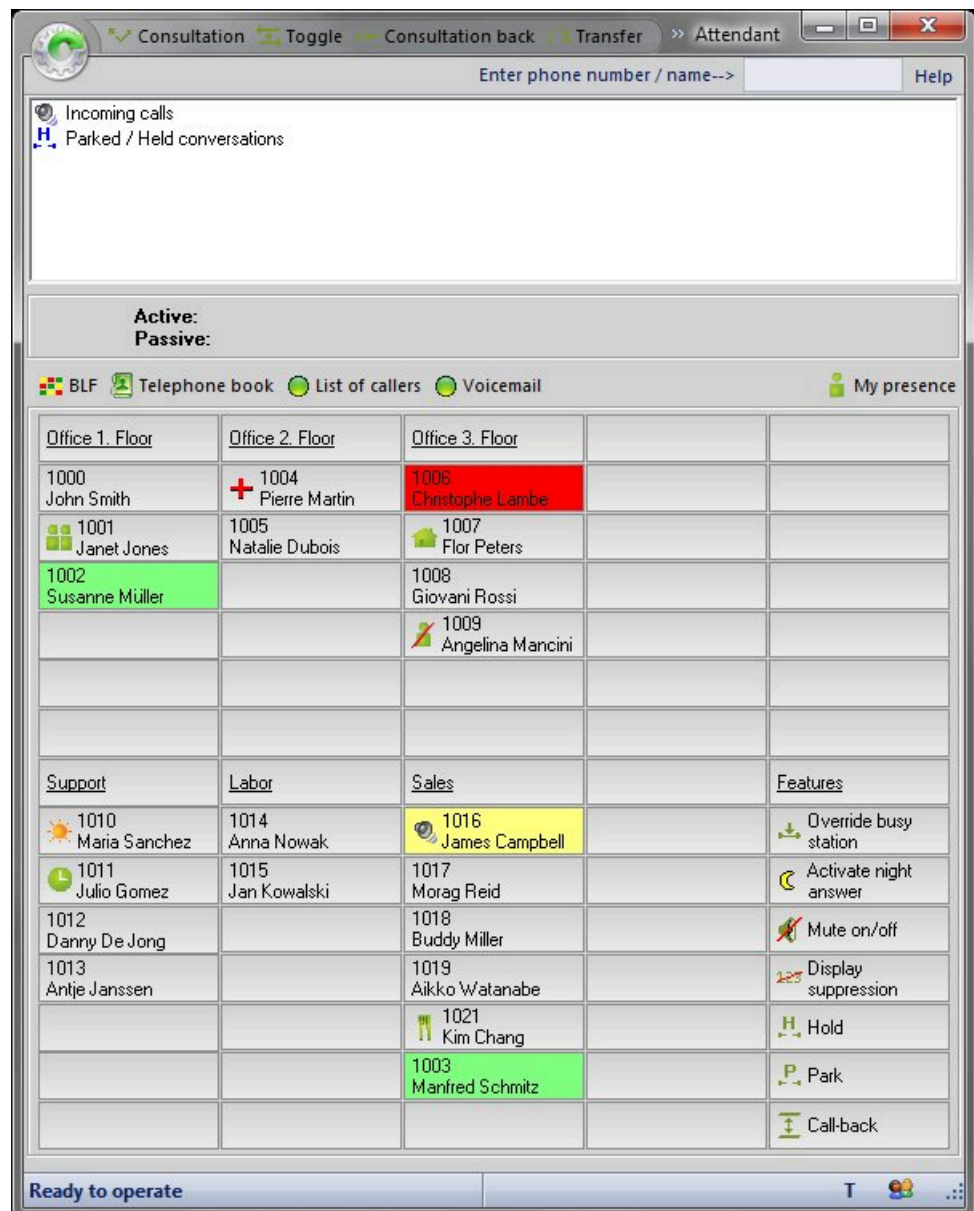 Consultation Toggle Consultation back Transfer >> Attendant
Enter phone number / name--> Help
Incoming calls
H Parked / Held conversations
Active:
Passive:
BLF Telephone book List of callers Voicemail My presence
Office 1. Floor Office 2. Floor Office 3. Floor
1000 1004 1006
John Smith Pierre Martin Christophe Lambe
1001 1005 1007
Janet Jones Natalie Dubois Flor Peters
1002 1008
Susanne Müller Giovani Rossi
1009
Angelina Mancini
Support Labor Sales Features
1010 1014 1016 Override busy
Maria Sanchez Anna Nowak James Campbell station
1011 1015 1017 Activate night
Julio Gomez Jan Kowalski Morag Reid answer
1012 1018 Mute on/off
Danny De Jong Buddy Miller
1013 1019 123 Display
Antje Janssen Aikko Watanabe suppression
1021 H Hold
Kim Chang
1003 P Park
Manfred Schmitz
Call-back
Ready to operate T